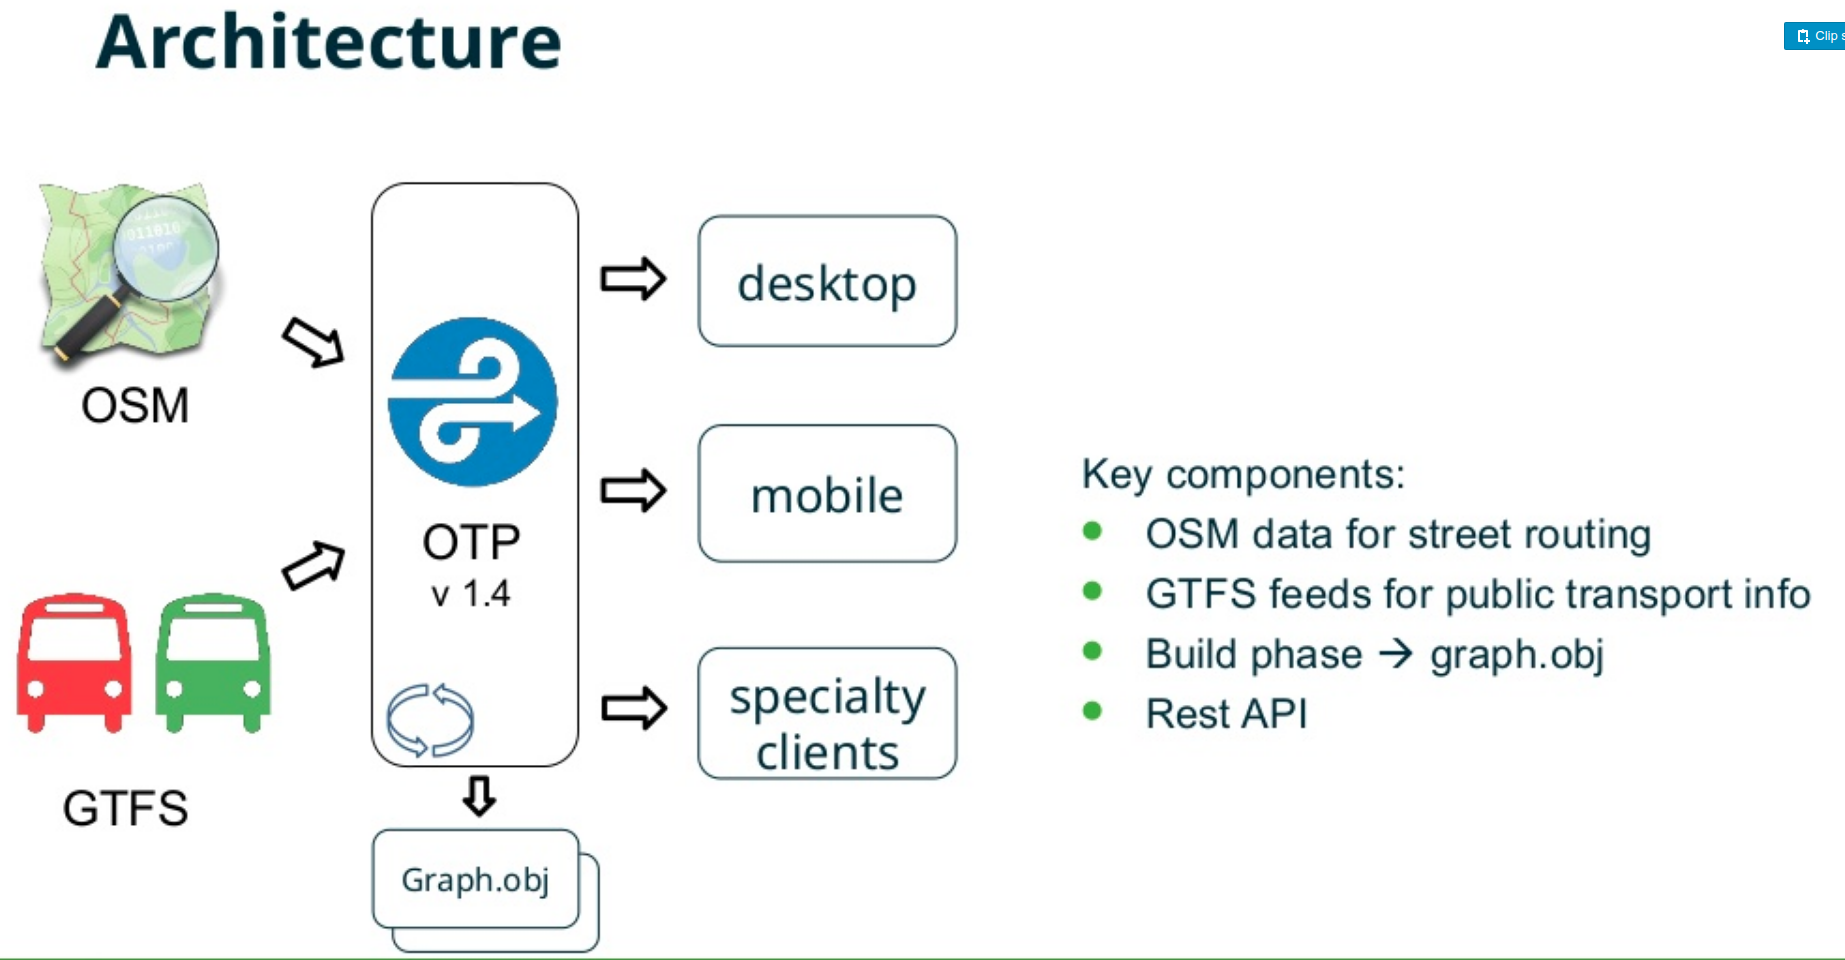 Architecture
Clip s
OSM
GTFS
OTP
v 1.4
Graph.obj
desktop
mobile
specialty
clients
Key components:
OSM data for street routing
GTFS feeds for public transport info
Build phase → graph.obj
Rest API